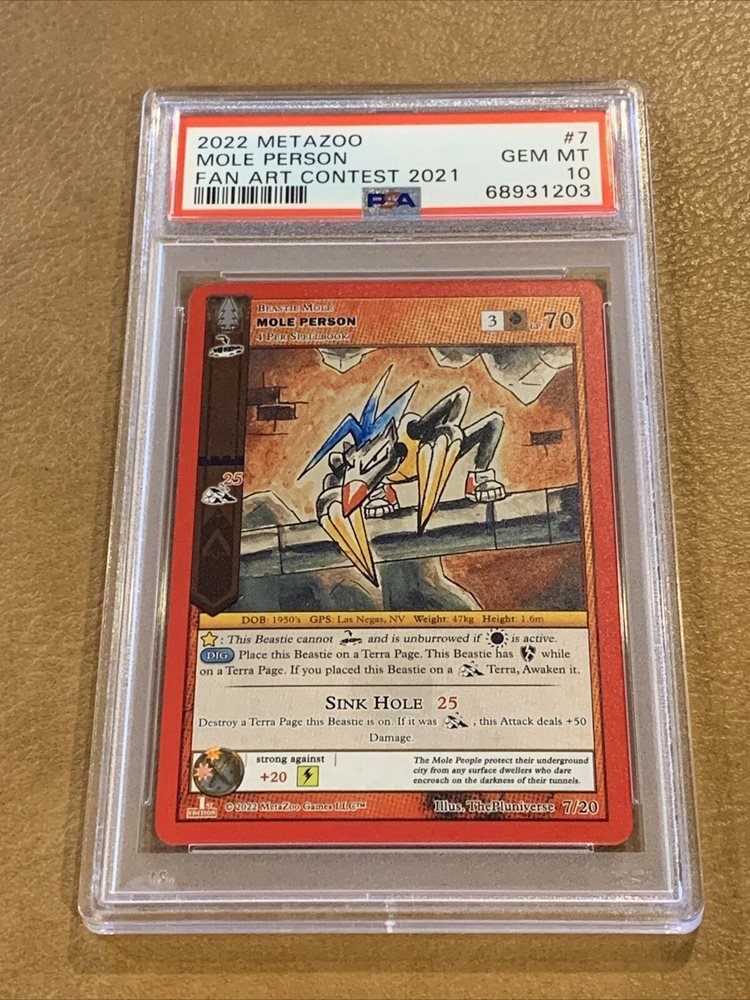 2022 METAZOO #7
MOLE PERSON GEM MT
FAN ART CONTEST 2021 10
PSA 68931203
BEASTIE MOLE
MOLE PERSON
4 PER SPELLBOOK
3 LP 70
25
DOB: 1950's GPS: Las Negas, NV Weight: 47kg Height: 1.6m
: This Beastie cannot and is unburrowed if is active.
DIG Place this Beastie on a Terra Page. This Beastie has while
on a Terra Page. If you placed this Beastie on a Terra, Awaken it.
SINK HOLE 25
Destroy a Terra Page this Beastie is on. If it was , this Attack deals +50
Damage.
strong against
+20
The Mole People protect their underground
city from any surface dwellers who dare
encroach on the darkness of their tunnels.
1ST EDITION © 2022 MetaZoo Games LLC™ Illus. ThePluniverse 7/20